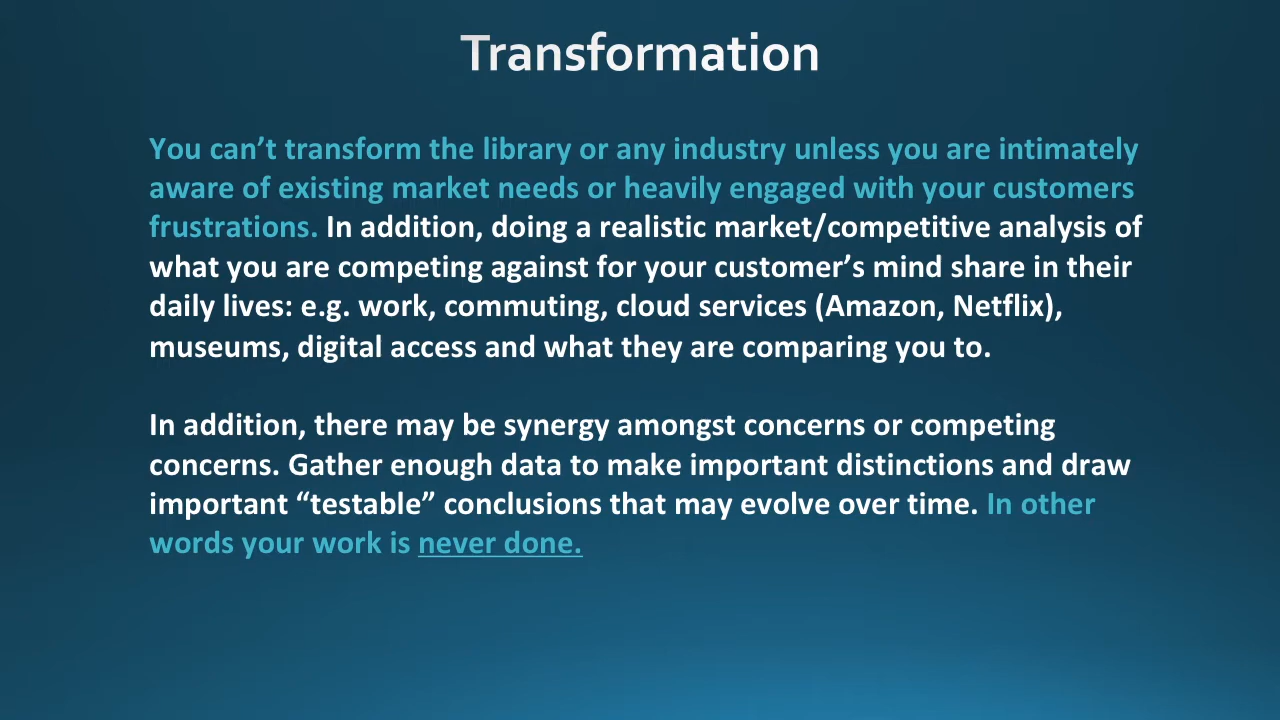 Transformation
You can’t transform the library or any industry unless you are intimately
aware of existing market needs or heavily engaged with your customers
frustrations. In addition, doing a realistic market/competitive analysis of
what you are competing against for your customer’s mind share in their
daily lives: e.g. work, commuting, cloud services (Amazon, Netflix),
museums, digital access and what they are comparing you to.
In addition, there may be synergy amongst concerns or competing
concerns. Gather enough data to make important distinctions and draw
important “testable” conclusions that may evolve over time. In other
words your work is never done.